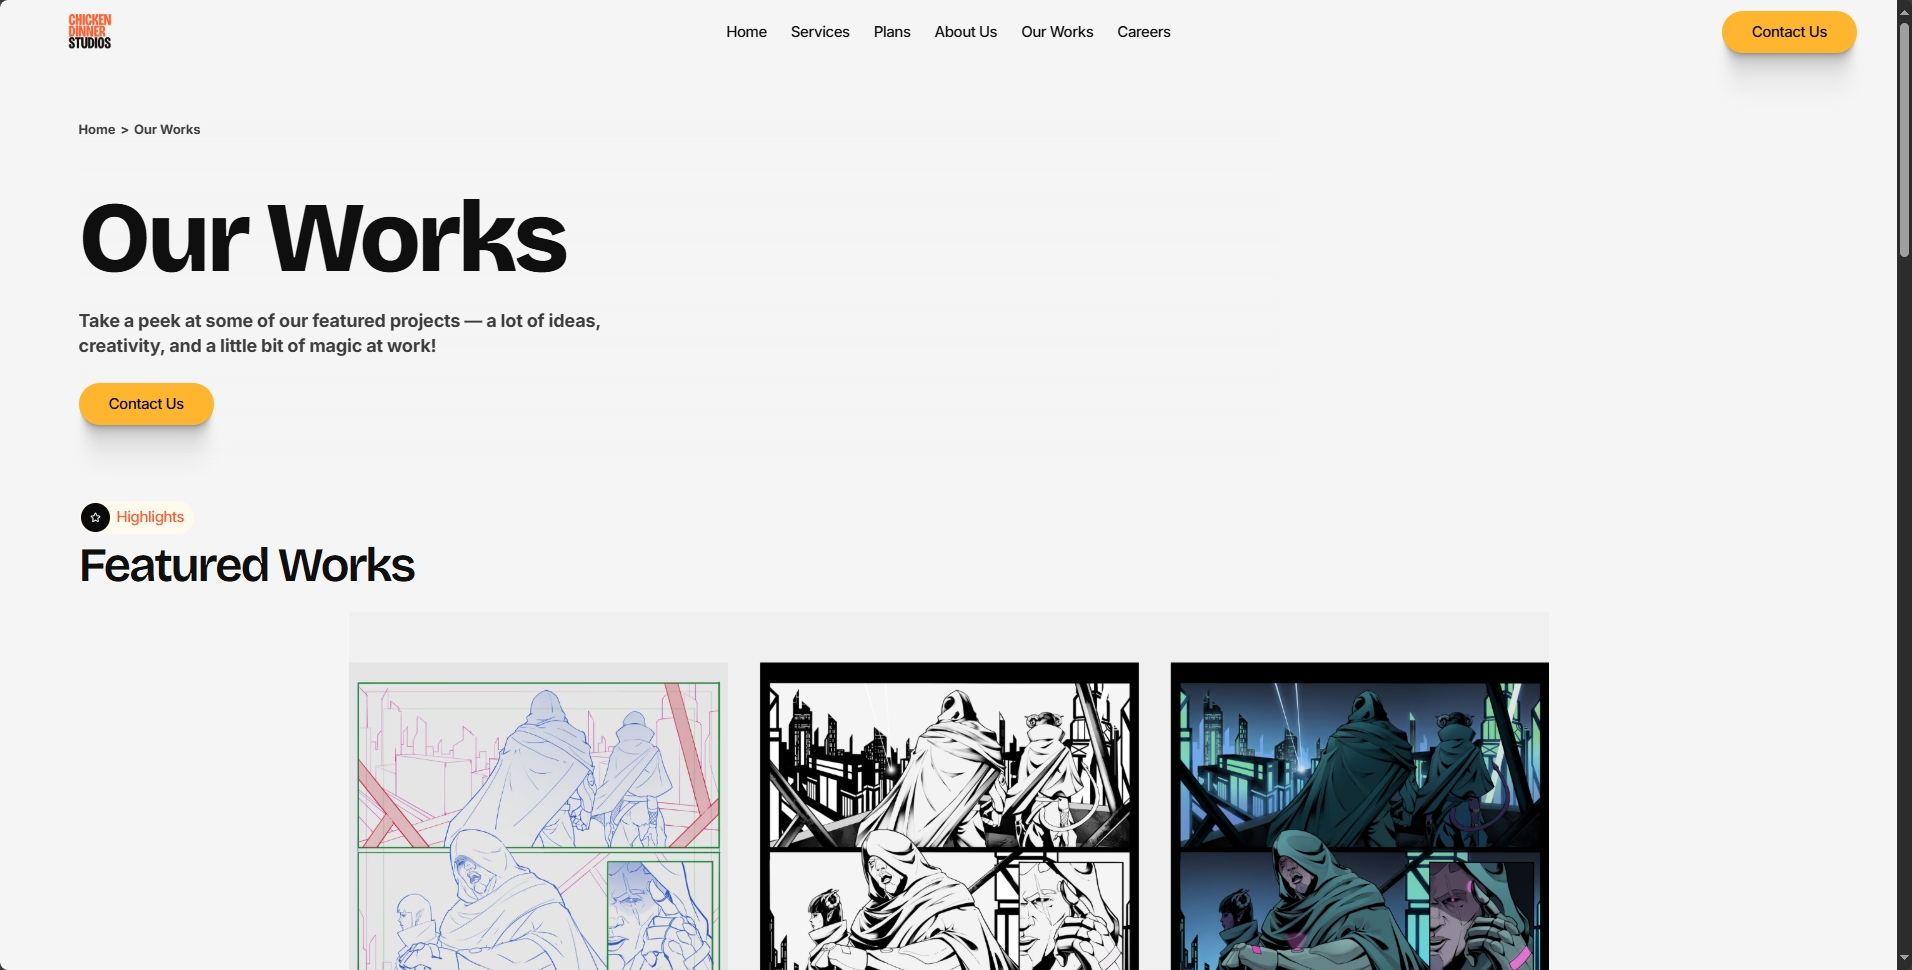 CHICKEN
DINNER
STUDIOS
Home
Services
Plans
About Us
Our Works
Careers
Contact Us
Home > Our Works
Our Works
Take a peek at some of our featured projects — a lot of ideas,
creativity, and a little bit of magic at work!
Contact Us
Highlights
Featured Works